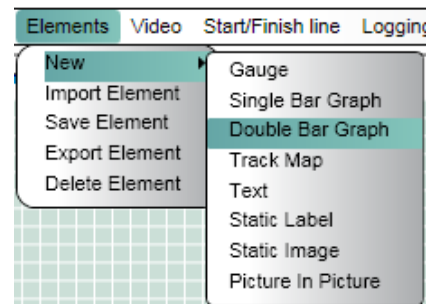 Elements Video Start/Finish line Logging
New
Import Element
Save Element
Export Element
Delete Element
Gauge
Single Bar Graph
Double Bar Graph
Track Map
Text
Static Label
Static Image
Picture In Picture